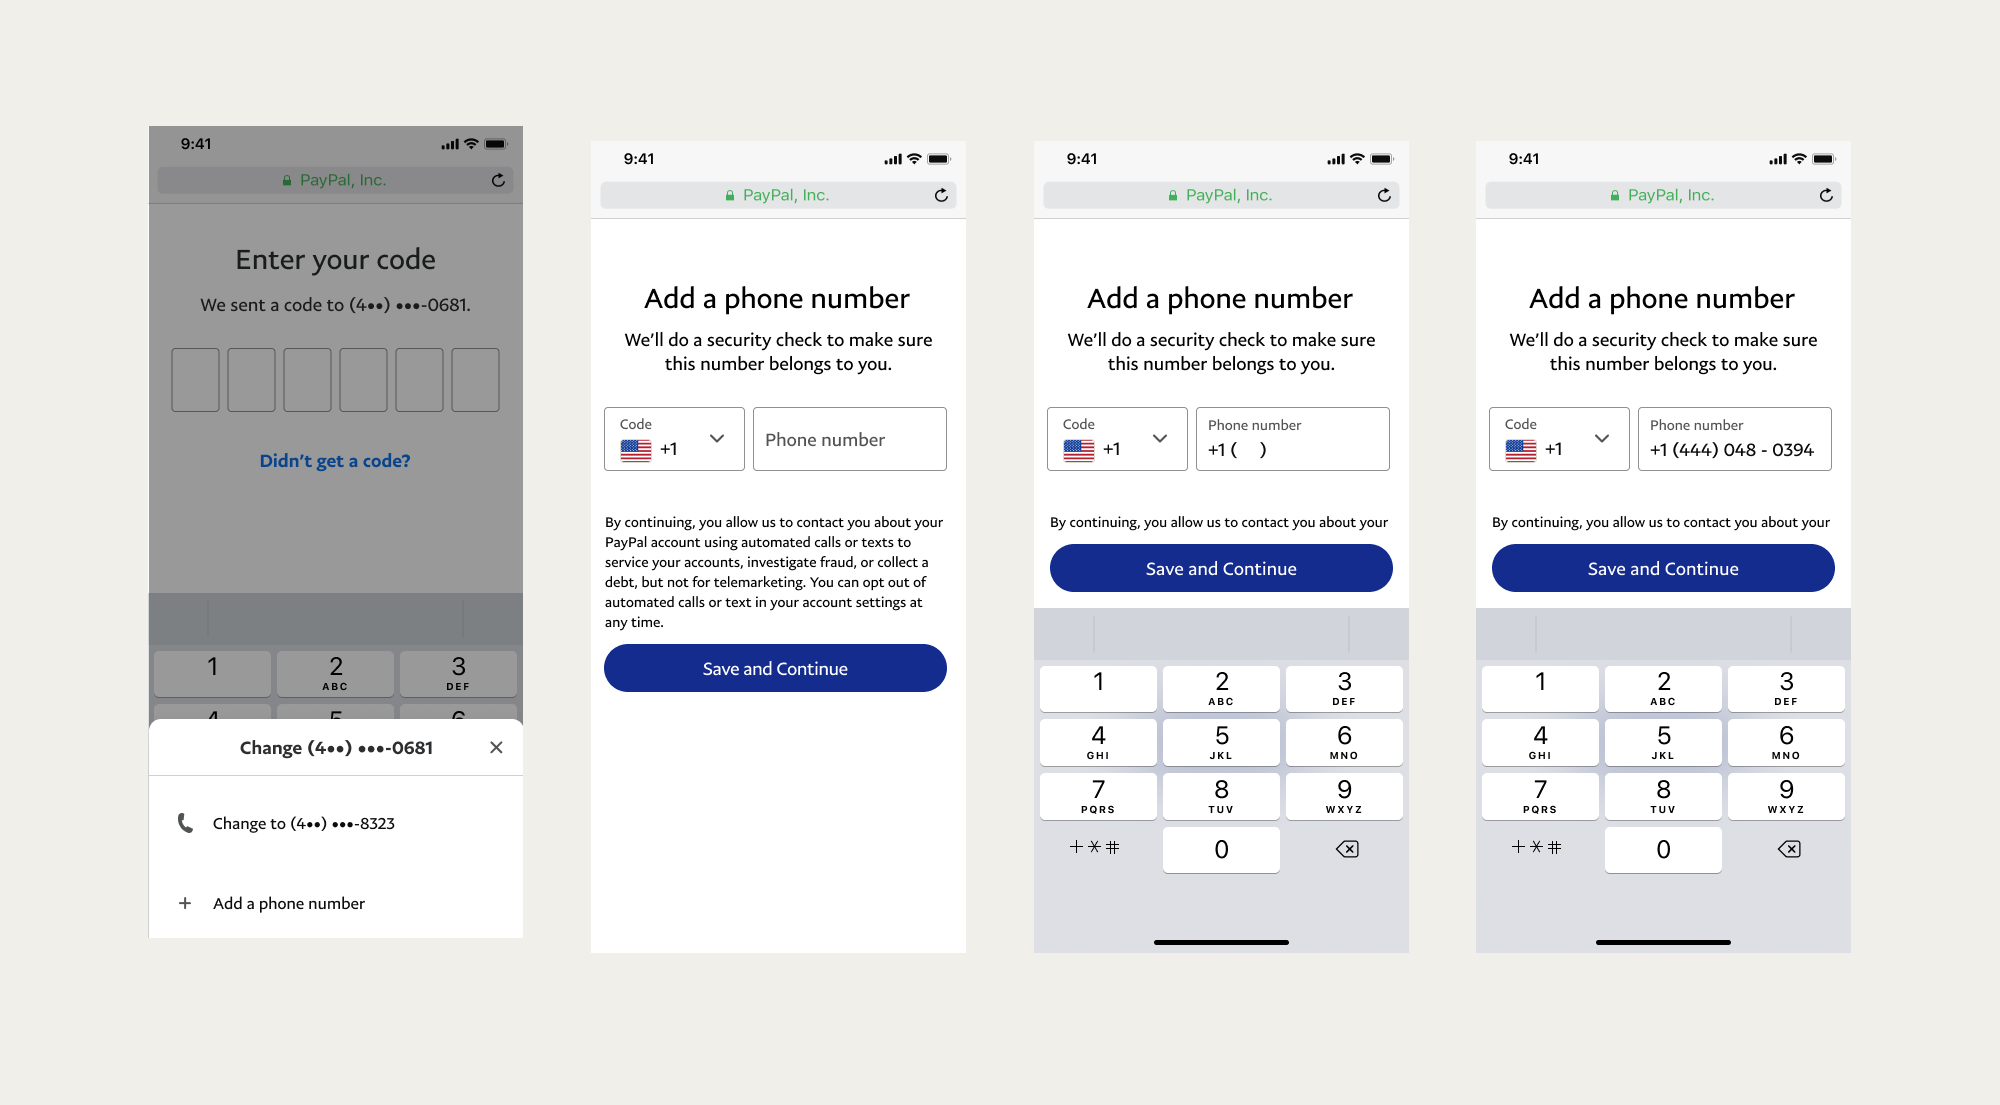 9:41
PayPal, Inc.
Enter your code
We sent a code to (4••) •••-0681.
Didn't get a code?
1
2
ABC
3
DEF
4
5
6
Change (4••) •••-0681
Change to (4••) •••-8323
Add a phone number
9:41
PayPal, Inc.
Add a phone number
We'll do a security check to make sure
this number belongs to you.
Code
+1
Phone number
By continuing, you allow us to contact you about your
PayPal account using automated calls or texts to
service your accounts, investigate fraud, or collect a
debt, but not for telemarketing. You can opt out of
automated calls or text in your account settings at
any time.
Save and Continue
9:41
PayPal, Inc.
Add a phone number
We'll do a security check to make sure
this number belongs to you.
Code
+1
Phone number
+1 (    )
By continuing, you allow us to contact you about your
Save and Continue
1
2
ABC
3
DEF
4
GHI
5
JKL
6
MNO
7
PQRS
8
TUV
9
WXYZ
+*#
0
9:41
PayPal, Inc.
Add a phone number
We'll do a security check to make sure
this number belongs to you.
Code
+1
Phone number
+1 (444) 048 - 0394
By continuing, you allow us to contact you about your
Save and Continue
1
2
ABC
3
DEF
4
GHI
5
JKL
6
MNO
7
PQRS
8
TUV
9
WXYZ
+*#
0